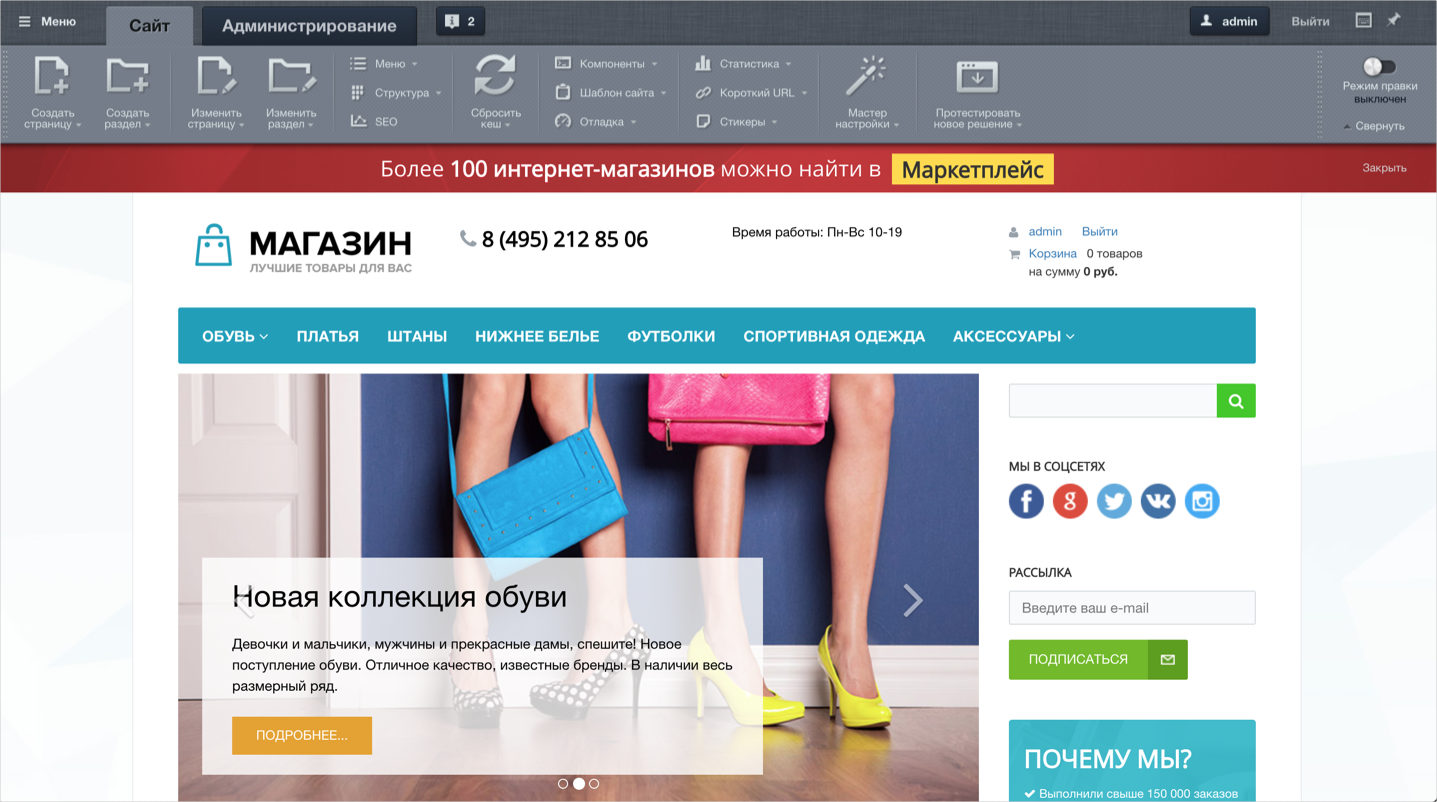 Меню
Сайт
Администрирование
2
admin
Выйти
Создать
страницу
Создать
раздел
Изменить
страницу
Изменить
раздел
Меню
Структура
SEO
Сбросить
кеш
Компоненты
Шаблон сайта
Отладка
Статистика
Короткий URL
Стикеры
Мастер
настройки
Протестировать
новое решение
Режим правки
выключен
Свернуть
Более 100 интернет-магазинов можно найти в Маркетплейс
Закрыть
МАГАЗИН
ЛУЧШИЕ ТОВАРЫ ДЛЯ ВАС
8 (495) 212 85 06
Время работы: Пн-Вс 10-19
admin Выйти
Корзина 0 товаров
на сумму 0 руб.
ОБУВЬ ПЛАТЬЯ ШТАНЫ НИЖНЕЕ БЕЛЬЕ ФУТБОЛКИ СПОРТИВНАЯ ОДЕЖДА АКСЕССУАРЫ
Новая коллекция обуви
Девочки и мальчики, мужчины и прекрасные дамы, спешите! Новое
поступление обуви. Отличное качество, известные бренды. В наличии весь
размерный ряд.
ПОДРОБНЕЕ...
МЫ В СОЦСЕТЯХ
РАССЫЛКА
Введите ваш e-mail
ПОДПИСАТЬСЯ
ПОЧЕМУ МЫ?
Выполнили свыше 150 000 заказов